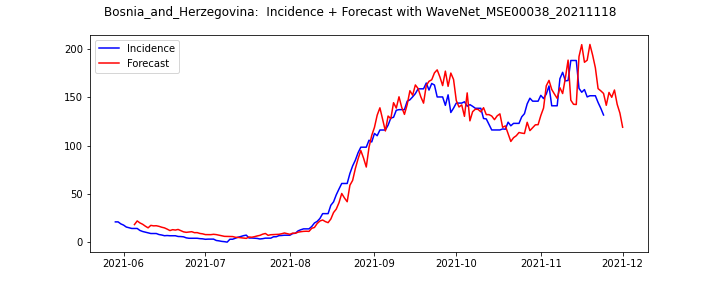 Bosnia_and_Herzegovina:  Incidence + Forecast with WaveNet_MSE00038_20211118
Incidence
Forecast
200
150
100
50
0
2021-06 2021-07 2021-08 2021-09 2021-10 2021-11 2021-12